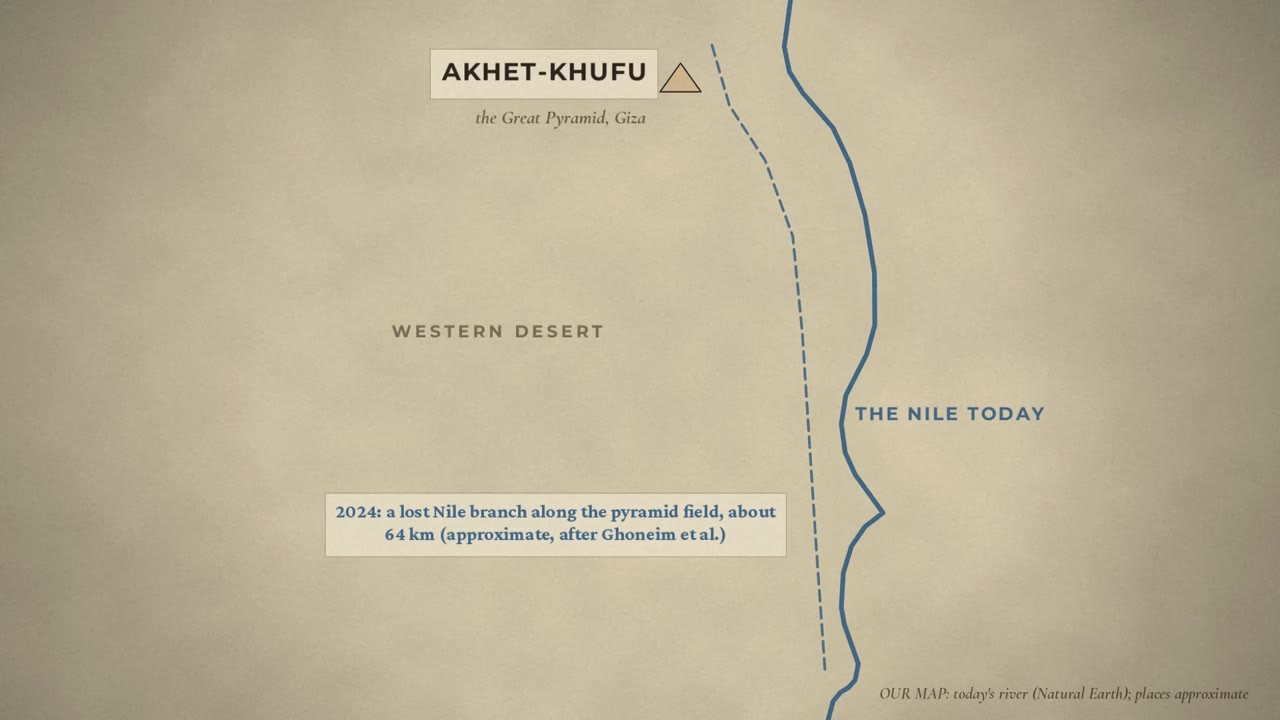 AKHET-KHUFU
the Great Pyramid, Giza
WESTERN DESERT
THE NILE TODAY
2024: a lost Nile branch along the pyramid field, about
64 km (approximate, after Ghoneim et al.)
OUR MAP: today's river (Natural Earth); places approximate